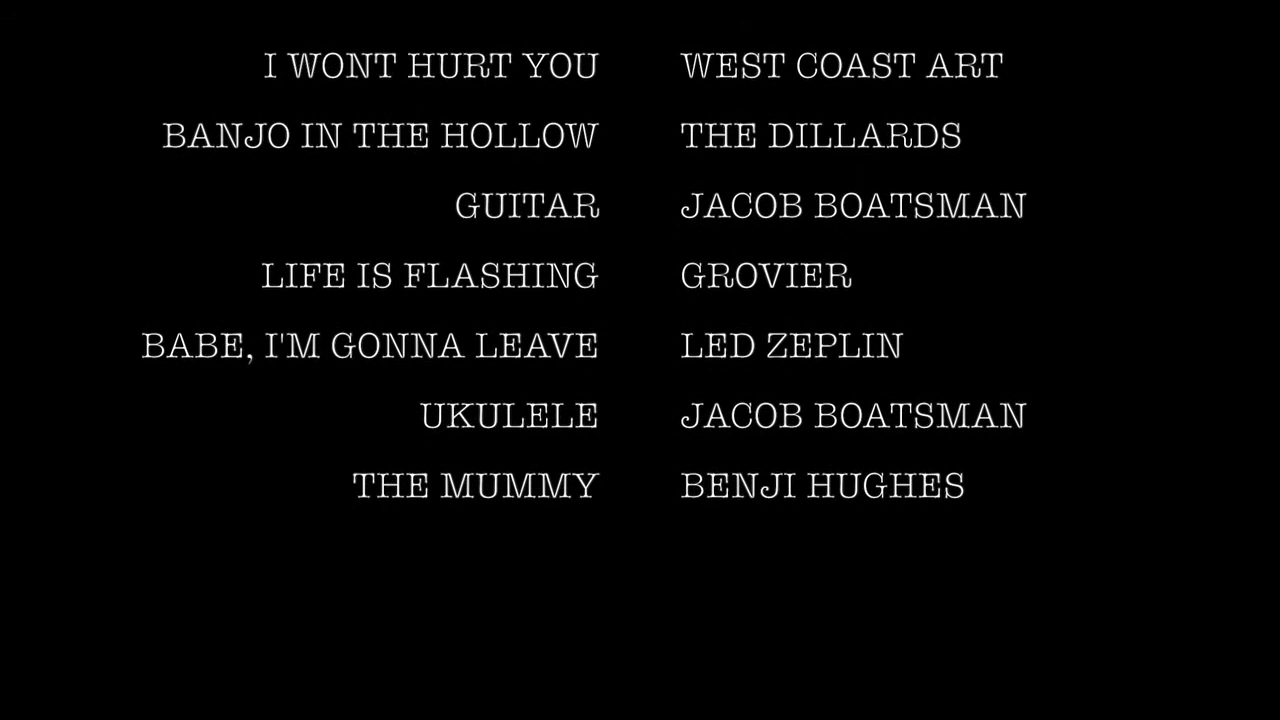 I WONT HURT YOU WEST COAST ART
BANJO IN THE HOLLOW THE DILLARDS
GUITAR JACOB BOATSMAN
LIFE IS FLASHING GROVIER
BABE, I'M GONNA LEAVE LED ZEPLIN
UKULELE JACOB BOATSMAN
THE MUMMY BENJI HUGHES